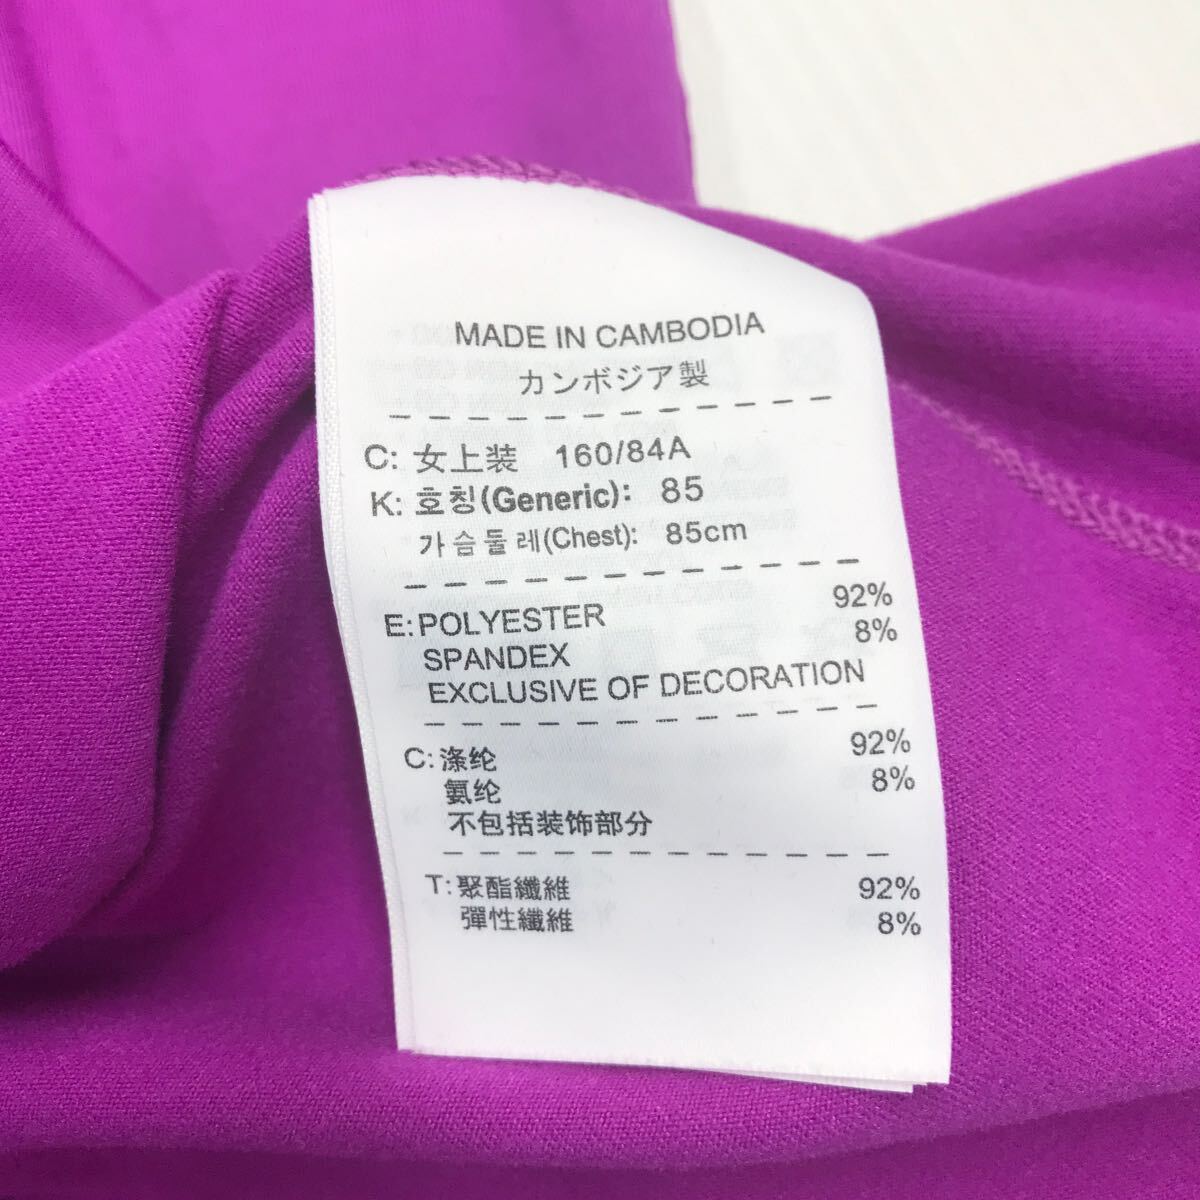 MADE IN CAMBODIA
カンボジア製
C: 女上装 160/84A
K: 호칭(Generic): 85
가슴둘레(Chest): 85cm
E: POLYESTER 92%
SPANDEX 8%
EXCLUSIVE OF DECORATION
C: 涤纶 92%
氨纶 8%
不包括装饰部分
T: 聚酯纖維 92%
彈性纖維 8%